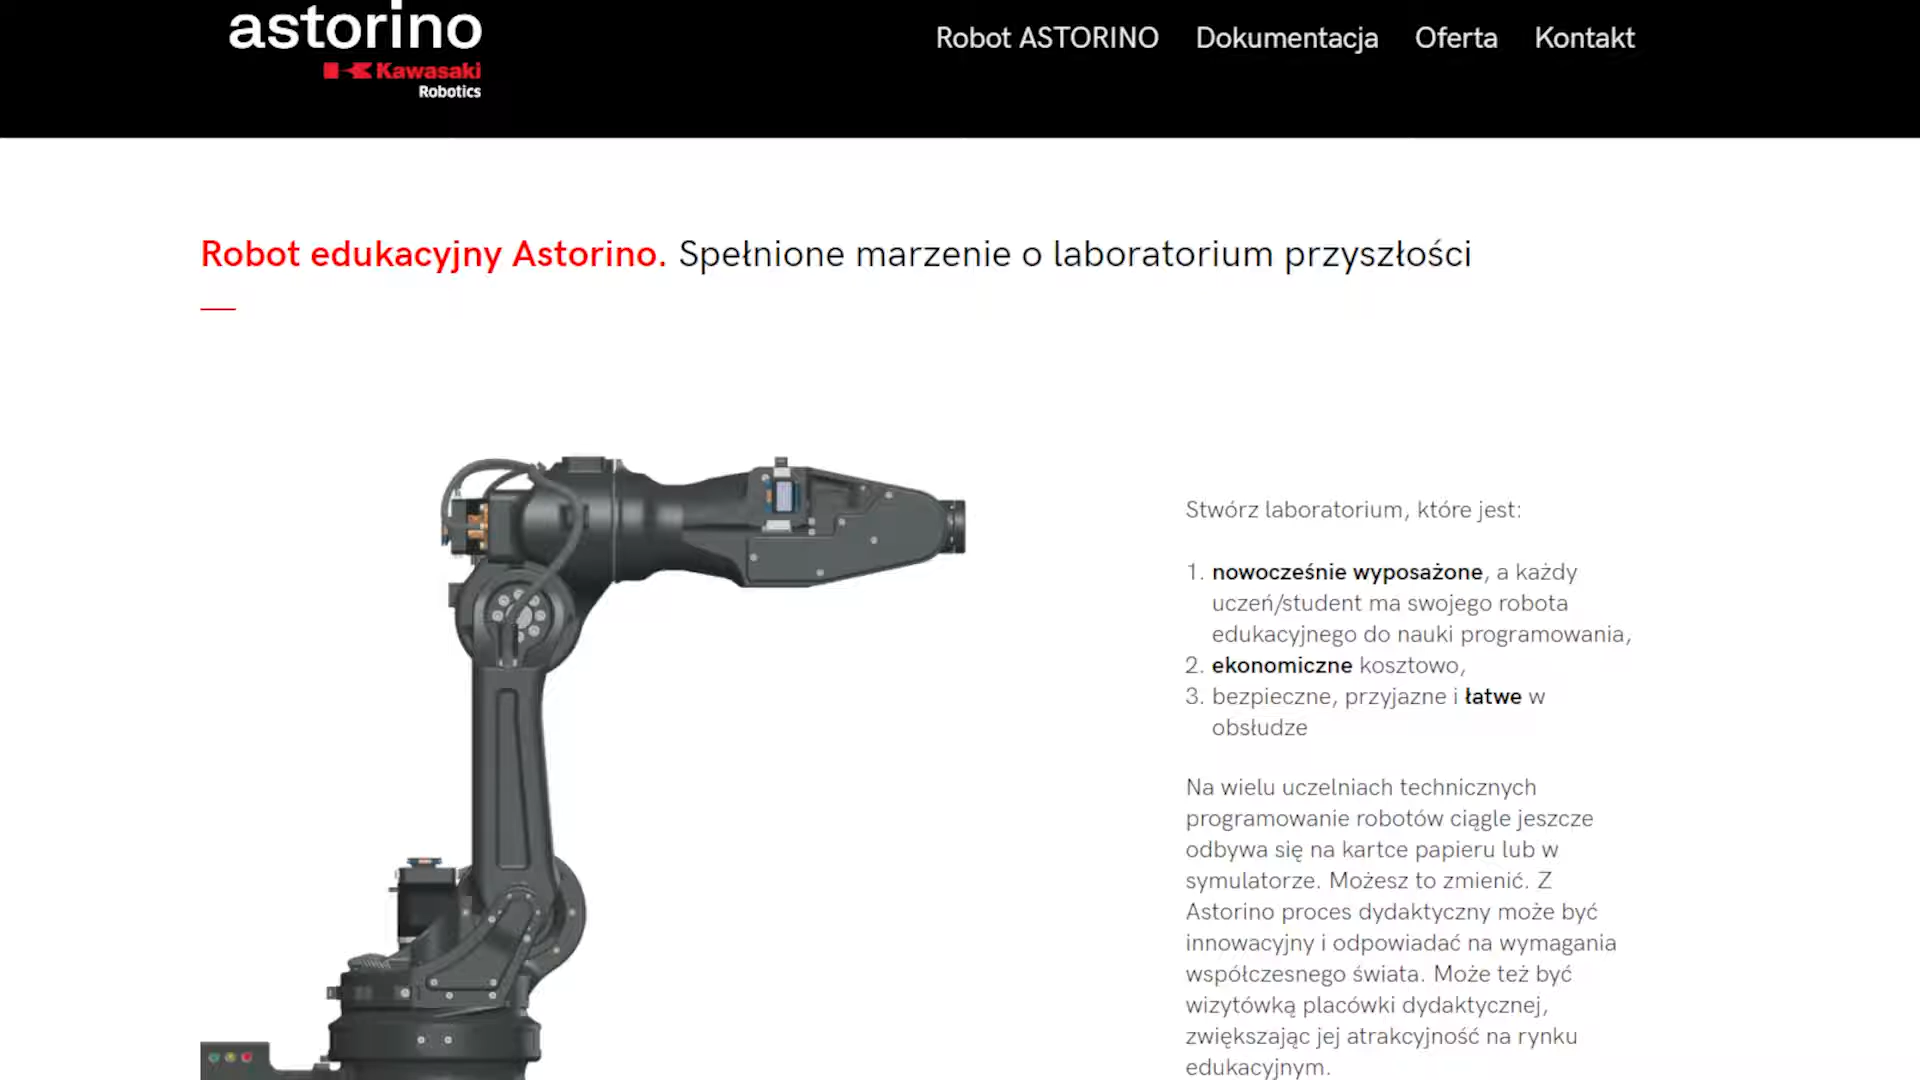 astorino
Kawasaki
Robotics
Robot ASTORINO Dokumentacja Oferta Kontakt
Robot edukacyjny Astorino. Spełnione marzenie o laboratorium przyszłości
Stwórz laboratorium, które jest:
1. nowocześnie wyposażone, a każdy
uczeń/student ma swojego robota
edukacyjnego do nauki programowania,
2. ekonomiczne kosztowo,
3. bezpieczne, przyjazne i łatwe w
obsłudze
Na wielu uczelniach technicznych
programowanie robotów ciągle jeszcze
odbywa się na kartce papieru lub w
symulatorze. Możesz to zmienić. Z
Astorino proces dydaktyczny może być
innowacyjny i odpowiadać na wymagania
współczesnego świata. Może też być
wizytówką placówki dydaktycznej,
zwiększając jej atrakcyjność na rynku
edukacyjnym.